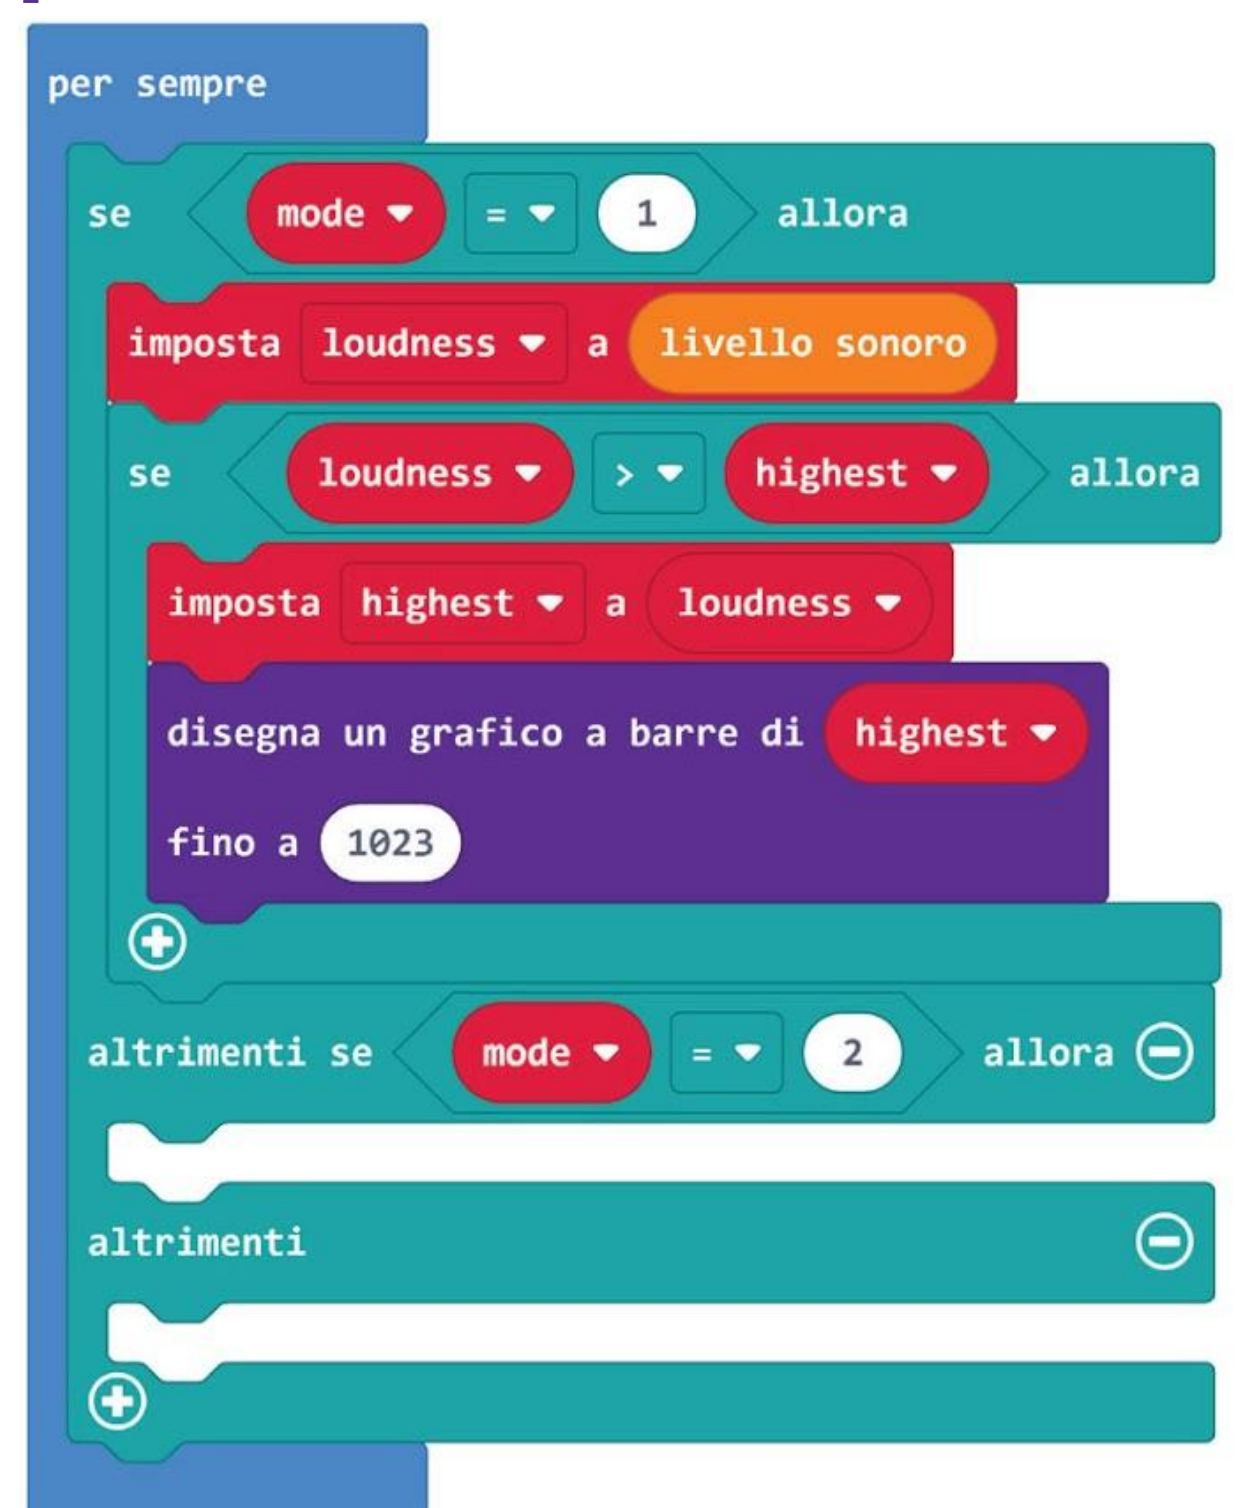 per sempre
se mode = 1 allora
imposta loudness a livello sonoro
se loudness > highest allora
imposta highest a loudness
disegna un grafico a barre di highest
fino a 1023
altrimenti se mode = 2 allora
altrimenti